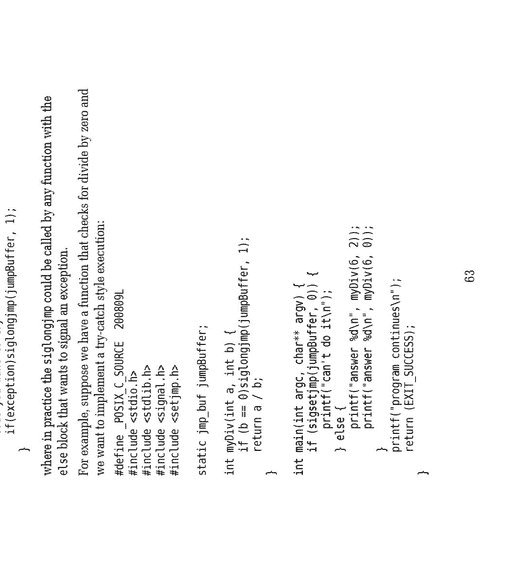 if(exception)siglongjmp(jumpBuffer, 1);
}
where in practice the siglongjmp could be called by any function with the
else block that wants to signal an exception.
For example, suppose we have a function that checks for divide by zero and
we want to implement a try-catch style execution:
#define _POSIX_C_SOURCE  200809L
#include <stdio.h>
#include <stdlib.h>
#include <signal.h>
#include <setjmp.h>
static jmp_buf jumpBuffer;
int myDiv(int a, int b) {
if (b ==0)siglongjmp(jumpBuffer, 1);
return a / b;
}
int main(int argc, char** argv) {
if (sigsetjmp(jumpBuffer, 0)) {
printf("can't do it\n");
} else {
printf("answer %d\n", myDiv(6, 2));
printf("answer %d\n", myDiv(6, 0));
}
printf("program continues\n");
return (EXIT_SUCCESS);
}
63